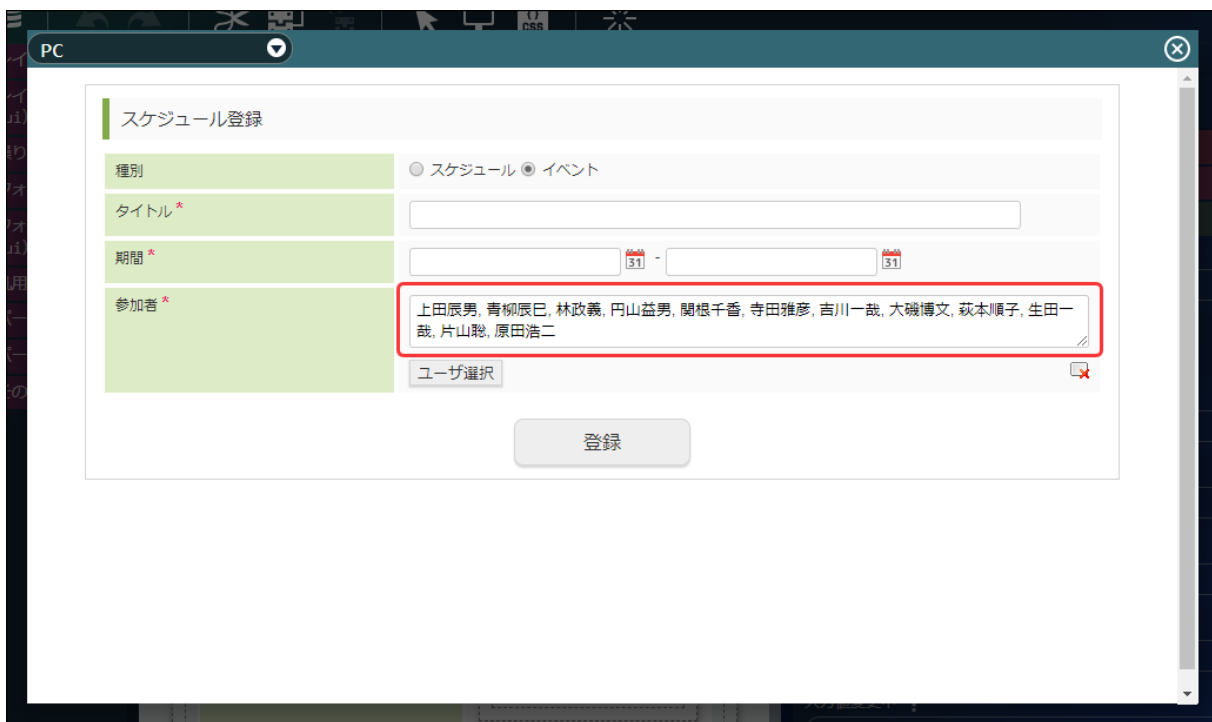 CSS
PC
スケジュール登録
種別
スケジュール イベント
タイトル*
期間*
31 - 31
参加者*
上田辰男, 青柳辰巳, 林政義, 円山益男, 関根千香, 寺田雅彦, 吉川一哉, 大磯博文, 萩本順子, 生田一
哉, 片山聡, 原田浩二
ユーザ選択
登録